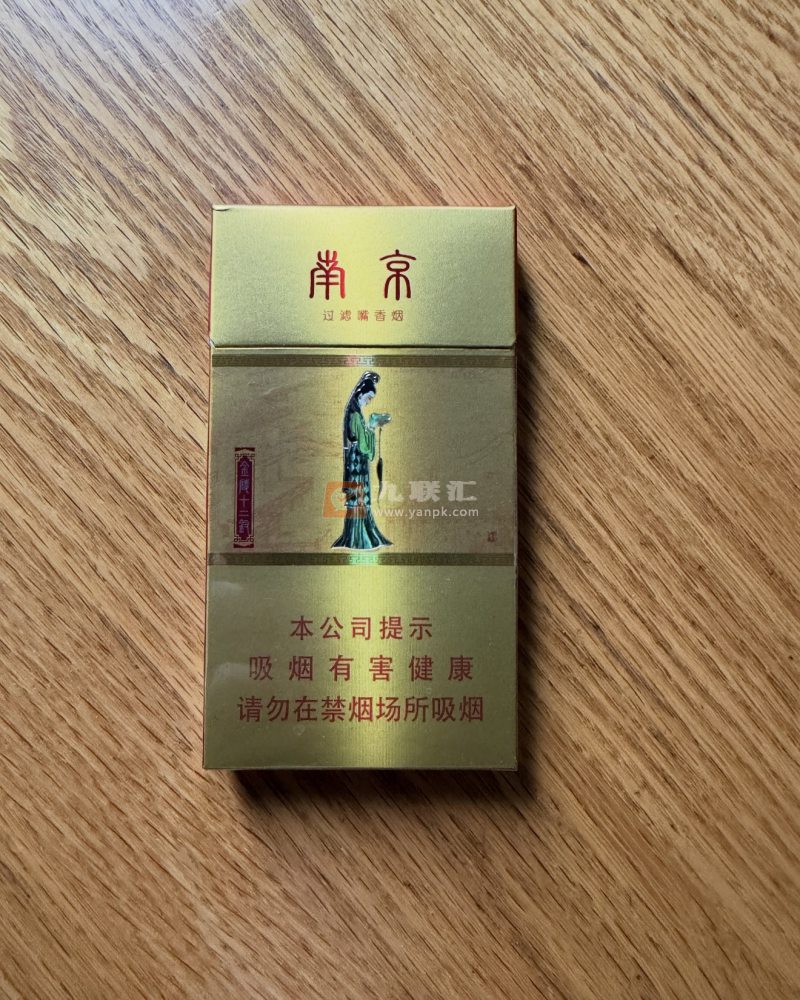 南京
过滤嘴香烟
金陵十二钗
九联汇
www.yanpk.com
本公司提示
吸烟有害健康
请勿在禁烟场所吸烟